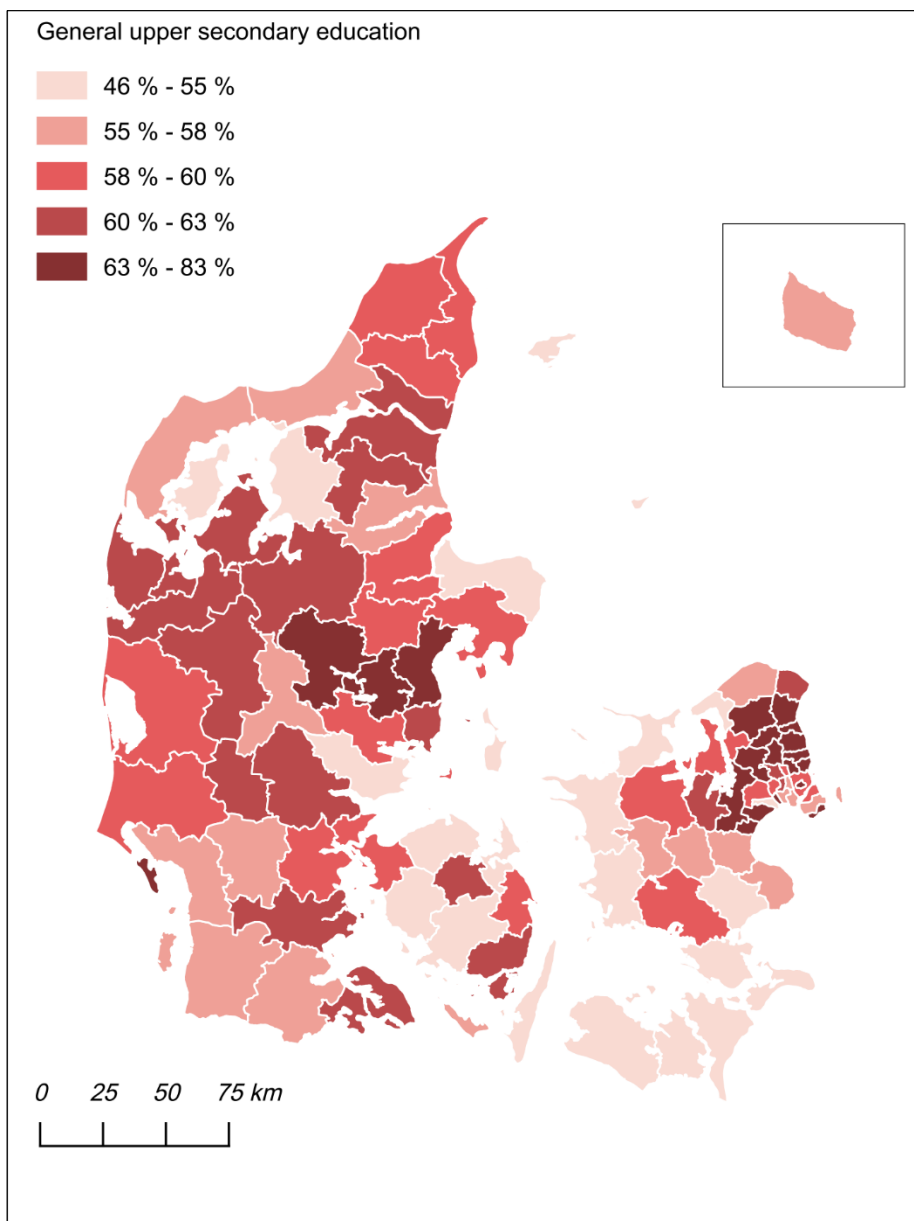 General upper secondary education
46 % - 55 %
55 % - 58 %
58 % - 60 %
60 % - 63 %
63 % - 83 %
0 25 50 75 km